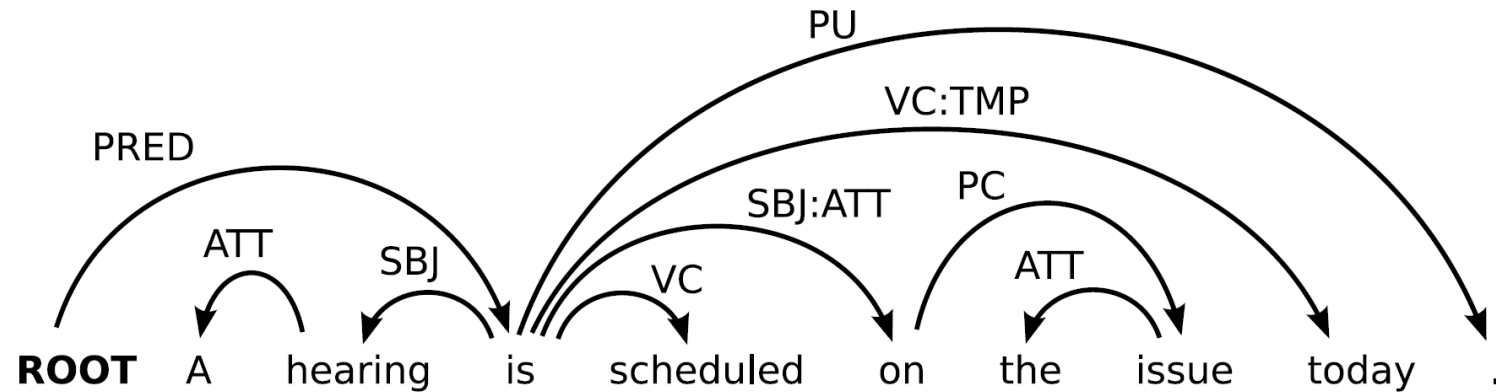 PU
VC:TMP
PRED
SBJ:ATT
PC
ATT
SBJ
VC
ATT
ROOT A hearing is scheduled on the issue today .